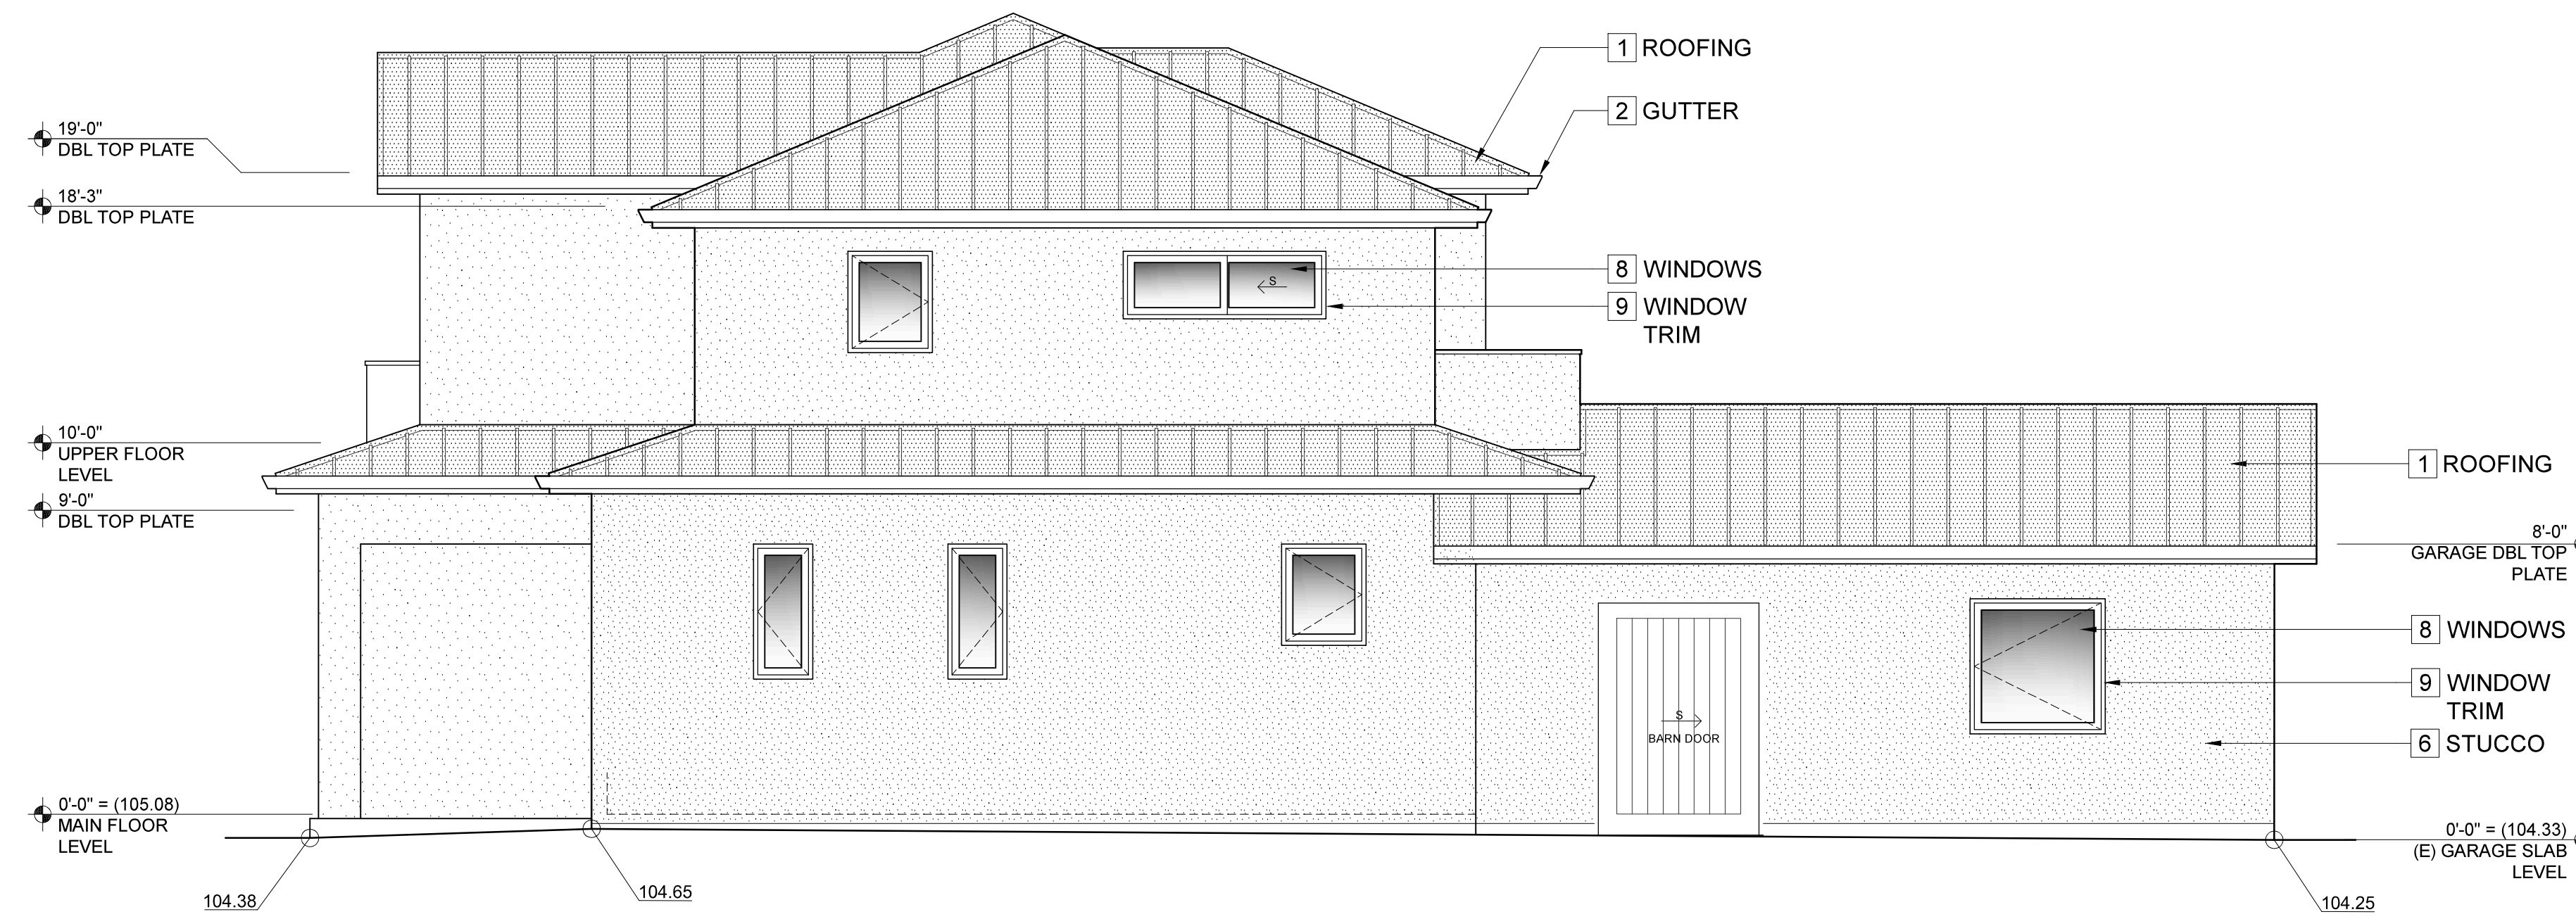 1 ROOFING
2 GUTTER
19'-0"
DBL TOP PLATE
18'-3"
DBL TOP PLATE
8 WINDOWS
S
9 WINDOW
TRIM
10'-0"
UPPER FLOOR
LEVEL
9'-0"
DBL TOP PLATE
1 ROOFING
8'-0"
GARAGE DBL TOP
PLATE
8 WINDOWS
9 WINDOW
TRIM
S
BARN DOOR
6 STUCCO
0'-0" = (105.08)
MAIN FLOOR
LEVEL
0'-0" = (104.33)
(E) GARAGE SLAB
LEVEL
104.38
104.65
104.25